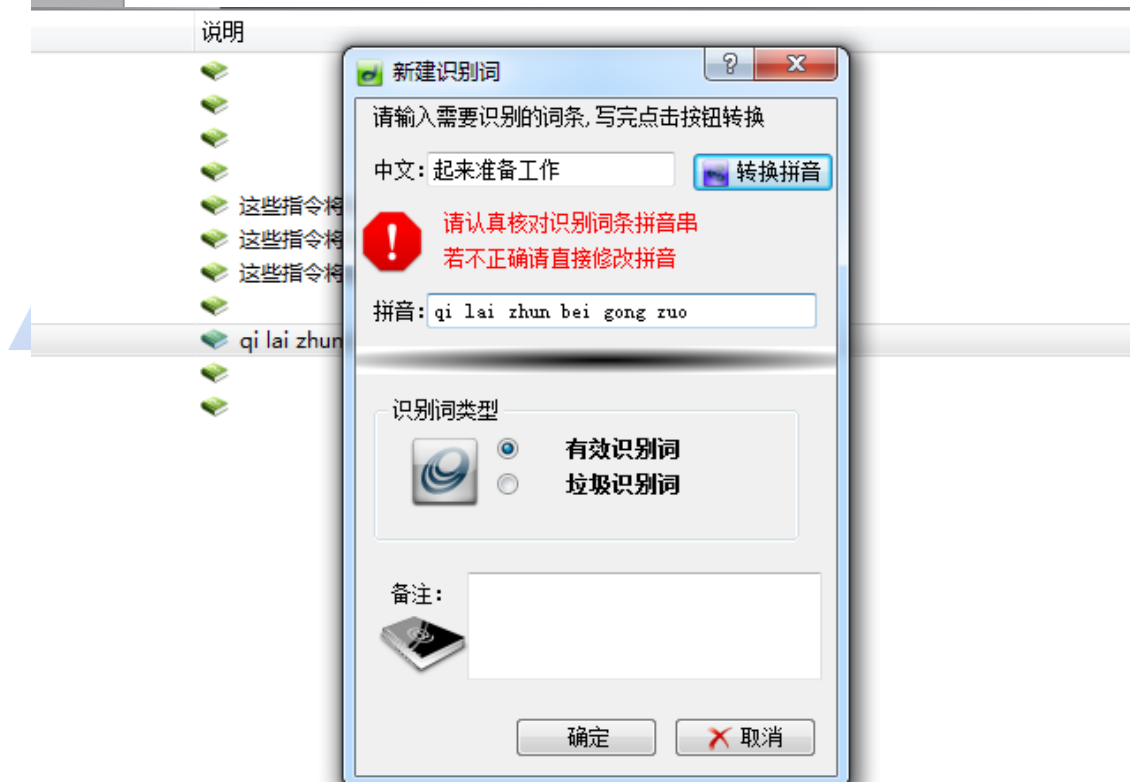 说明
新建识别词
请输入需要识别的词条,写完点击按钮转换
中文:起来准备工作
转换拼音
这些指令将
请认真核对识别词条拼音串
这些指令将
若不正确请直接修改拼音
这些指令将
拼音:qi lai zhun bei gong zuo
qi lai zhun
识别词类型
有效识别词
垃圾识别词
备注:
确定
取消